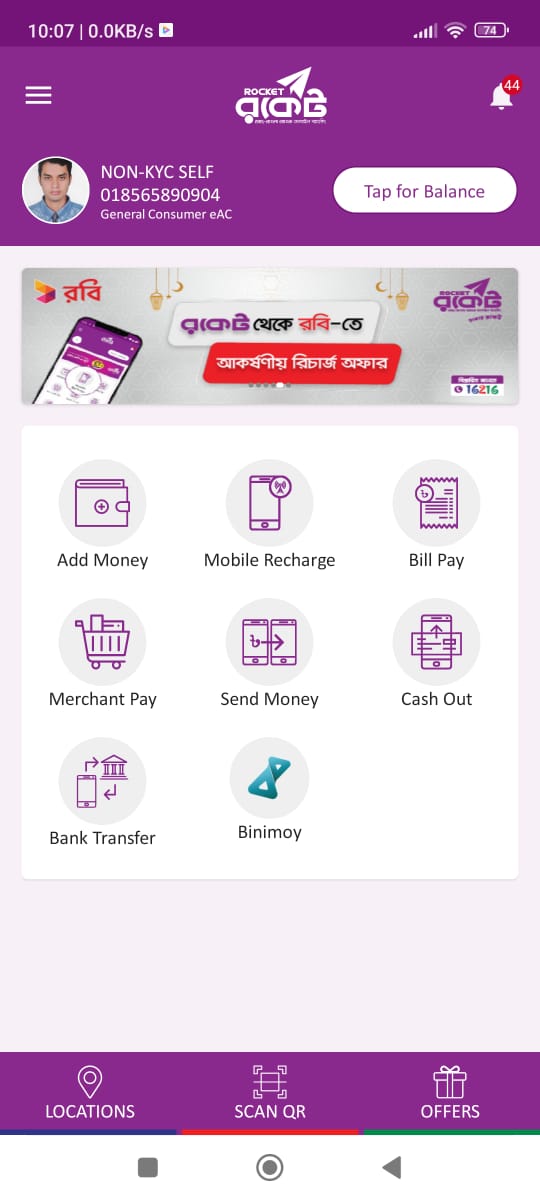 10:07 | 0.0KB/s
74
ROCKET
রকেট
44
NON-KYC SELF
018565890904
General Consumer eAC
Tap for Balance
রবি
ROCKET
রকেট
রকেট থেকে রবি-তে
আকর্ষণীয় রিচার্জ অফার
16216
Add Money
Mobile Recharge
Bill Pay
Merchant Pay
Send Money
Cash Out
Bank Transfer
Binimoy
LOCATIONS
SCAN QR
OFFERS